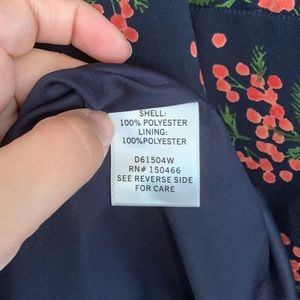 SHELL:
100% POLYESTER
LINING:
100%POLYESTER
D61504W
RN# 150466
SEE REVERSE SIDE
FOR CARE